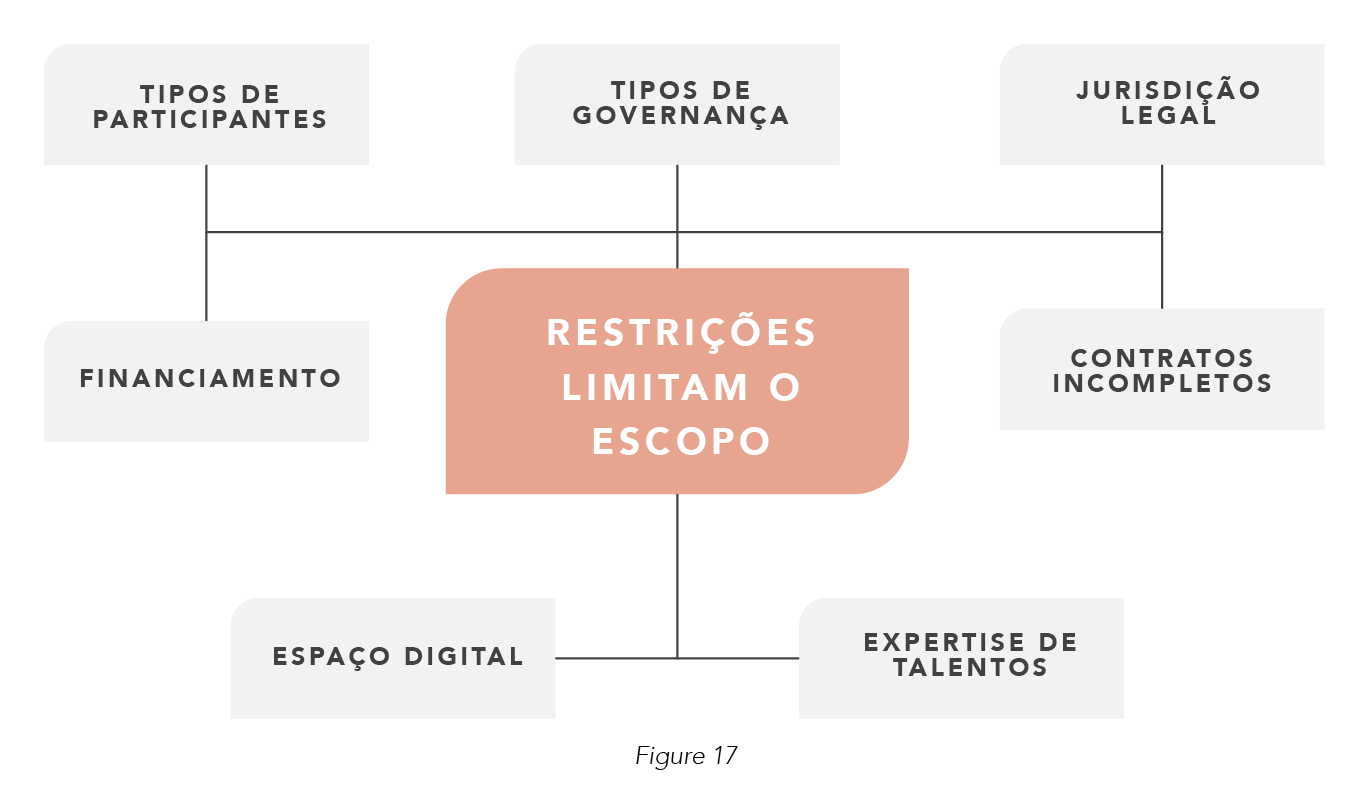 TIPOS DE
PARTICIPANTES
TIPOS DE
GOVERNANÇA
JURISDIÇÃO
LEGAL
FINANCIAMENTO
RESTRIÇÕES
LIMITAM O
ESCOPO
CONTRATOS
INCOMPLETOS
ESPAÇO DIGITAL
EXPERTISE DE
TALENTOS
Figure 17